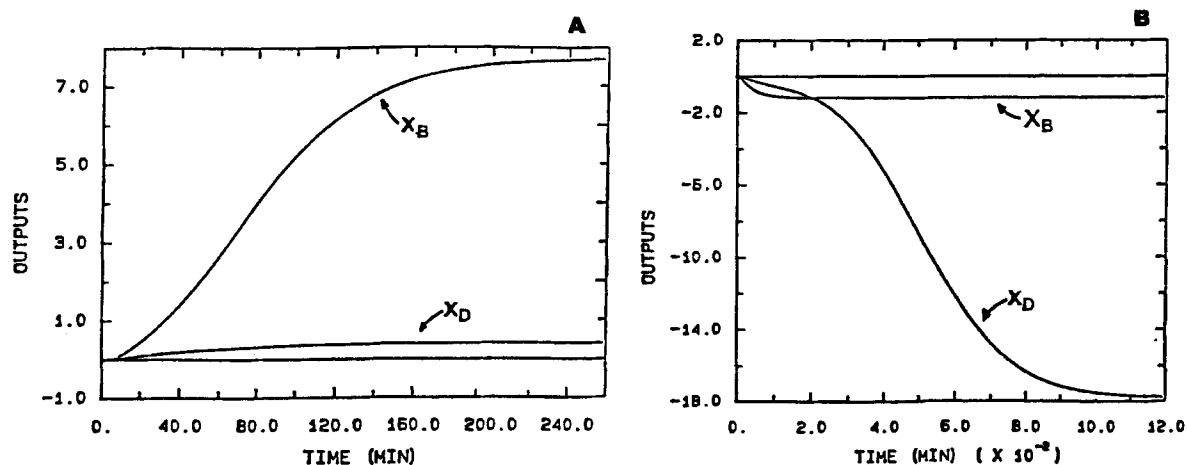 A
7.0
5.0
3.0
1.0
-1.0
OUTPUTS
0. 40.0 80.0 120.0 160.0 200.0 240.0
TIME (MIN)
X_B
X_D
B
2.0
-2.0
-6.0
-10.0
-14.0
-18.0
OUTPUTS
0. 2.0 4.0 6.0 8.0 10.0 12.0
TIME (MIN) ( X 10⁻² )
X_B
X_D